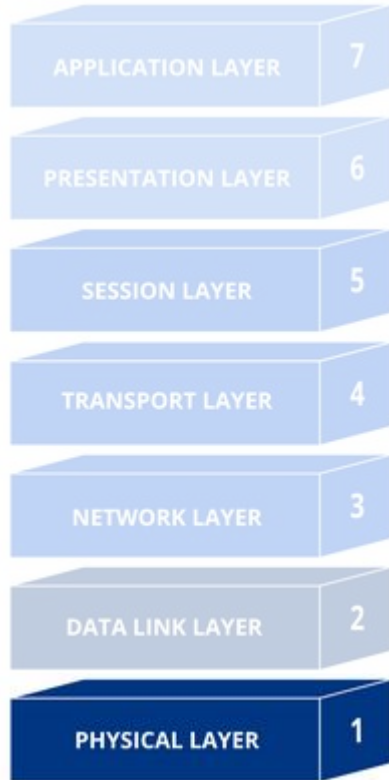 APPLICATION LAYER 7
PRESENTATION LAYER 6
SESSION LAYER 5
TRANSPORT LAYER 4
NETWORK LAYER 3
DATA LINK LAYER 2
PHYSICAL LAYER 1